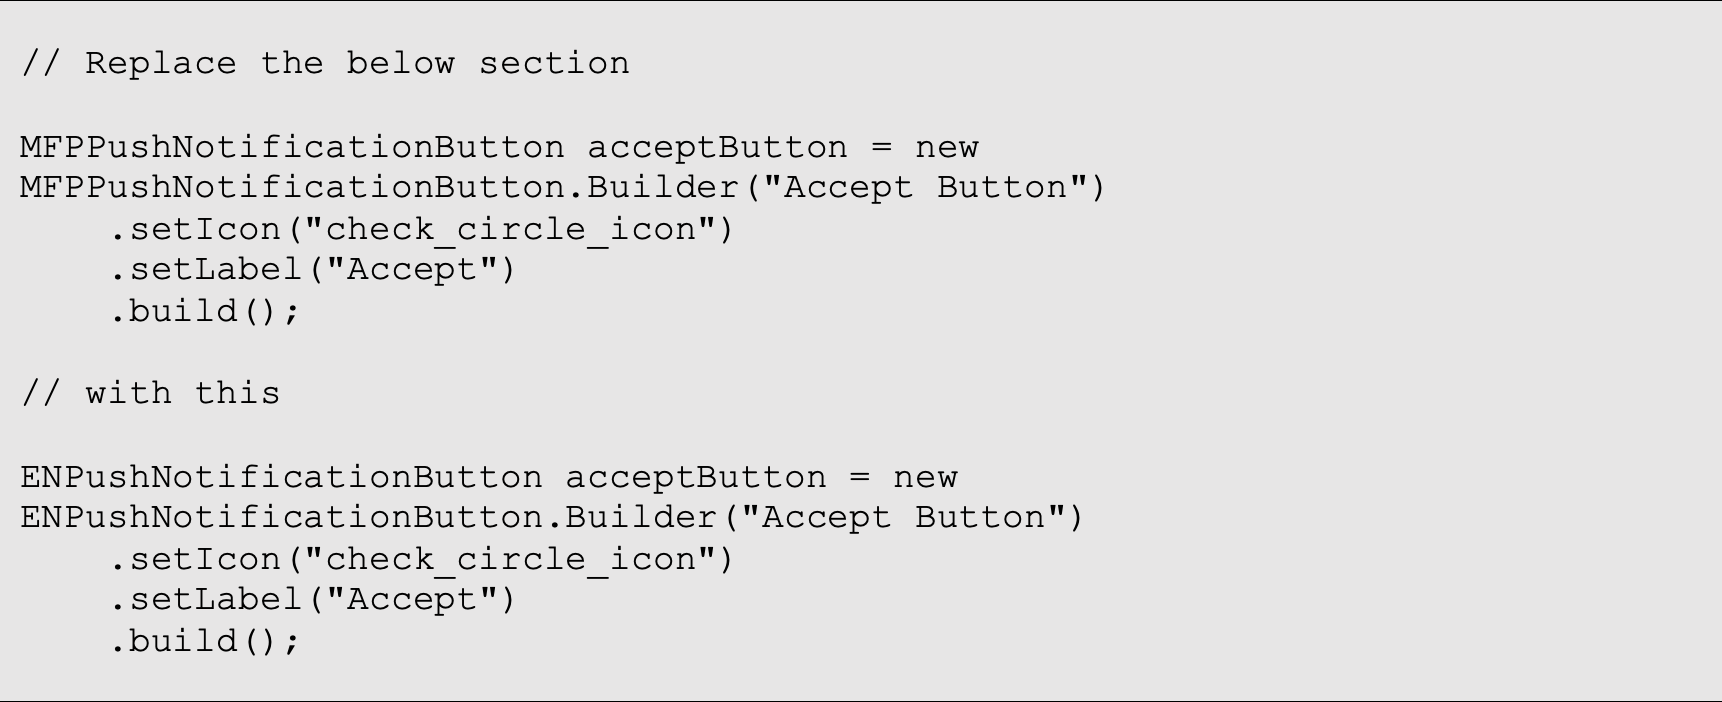 // Replace the below section
MFPPushNotificationButton acceptButton = new
MFPPushNotificationButton.Builder("Accept Button")
    .setIcon("check_circle_icon")
    .setLabel("Accept")
    .build();
// with this
ENPushNotificationButton acceptButton = new
ENPushNotificationButton.Builder("Accept Button")
    .setIcon("check_circle_icon")
    .setLabel("Accept")
    .build();